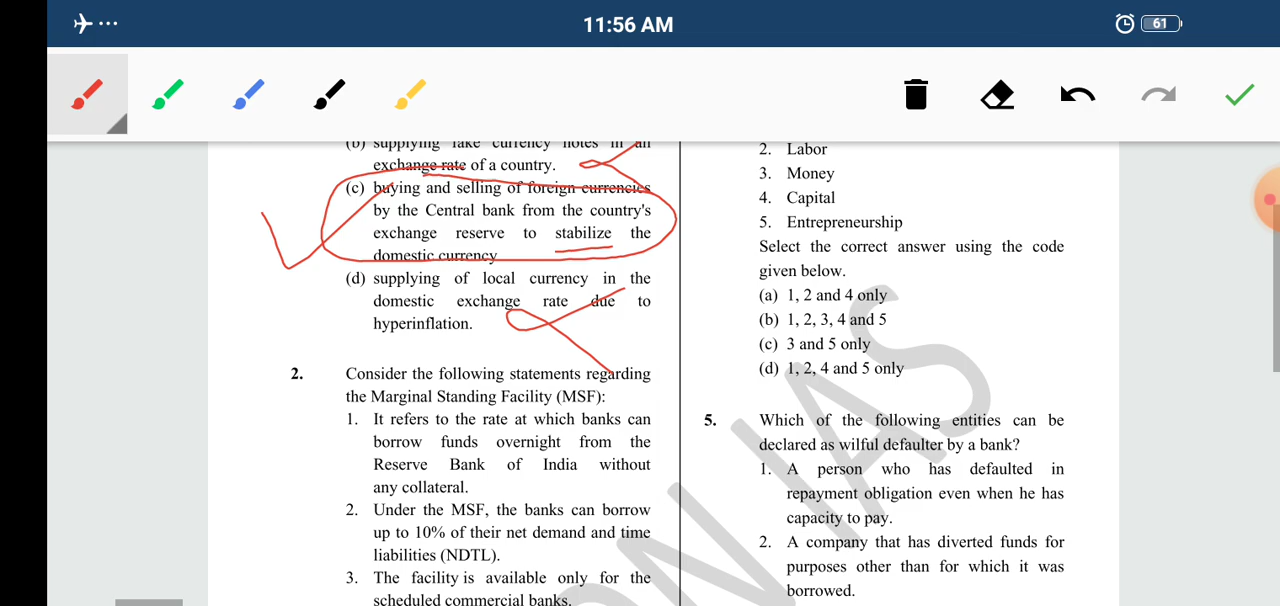 11:56 AM
61
(b) supplying fake currency notes in an
exchange rate of a country.
(c) buying and selling of foreign currencies
by the Central bank from the country's
exchange reserve to stabilize the
domestic currency
(d) supplying of local currency in the
domestic exchange rate due to
hyperinflation.
2. Consider the following statements regarding
the Marginal Standing Facility (MSF):
1. It refers to the rate at which banks can
borrow funds overnight from the
Reserve Bank of India without
any collateral.
2. Under the MSF, the banks can borrow
up to 10% of their net demand and time
liabilities (NDTL).
3. The facility is available only for the
scheduled commercial banks.
2. Labor
3. Money
4. Capital
5. Entrepreneurship
Select the correct answer using the code
given below.
(a) 1, 2 and 4 only
(b) 1, 2, 3, 4 and 5
(c) 3 and 5 only
(d) 1, 2, 4 and 5 only
5. Which of the following entities can be
declared as wilful defaulter by a bank?
1. A person who has defaulted in
repayment obligation even when he has
capacity to pay.
2. A company that has diverted funds for
purposes other than for which it was
borrowed.
ON IAS